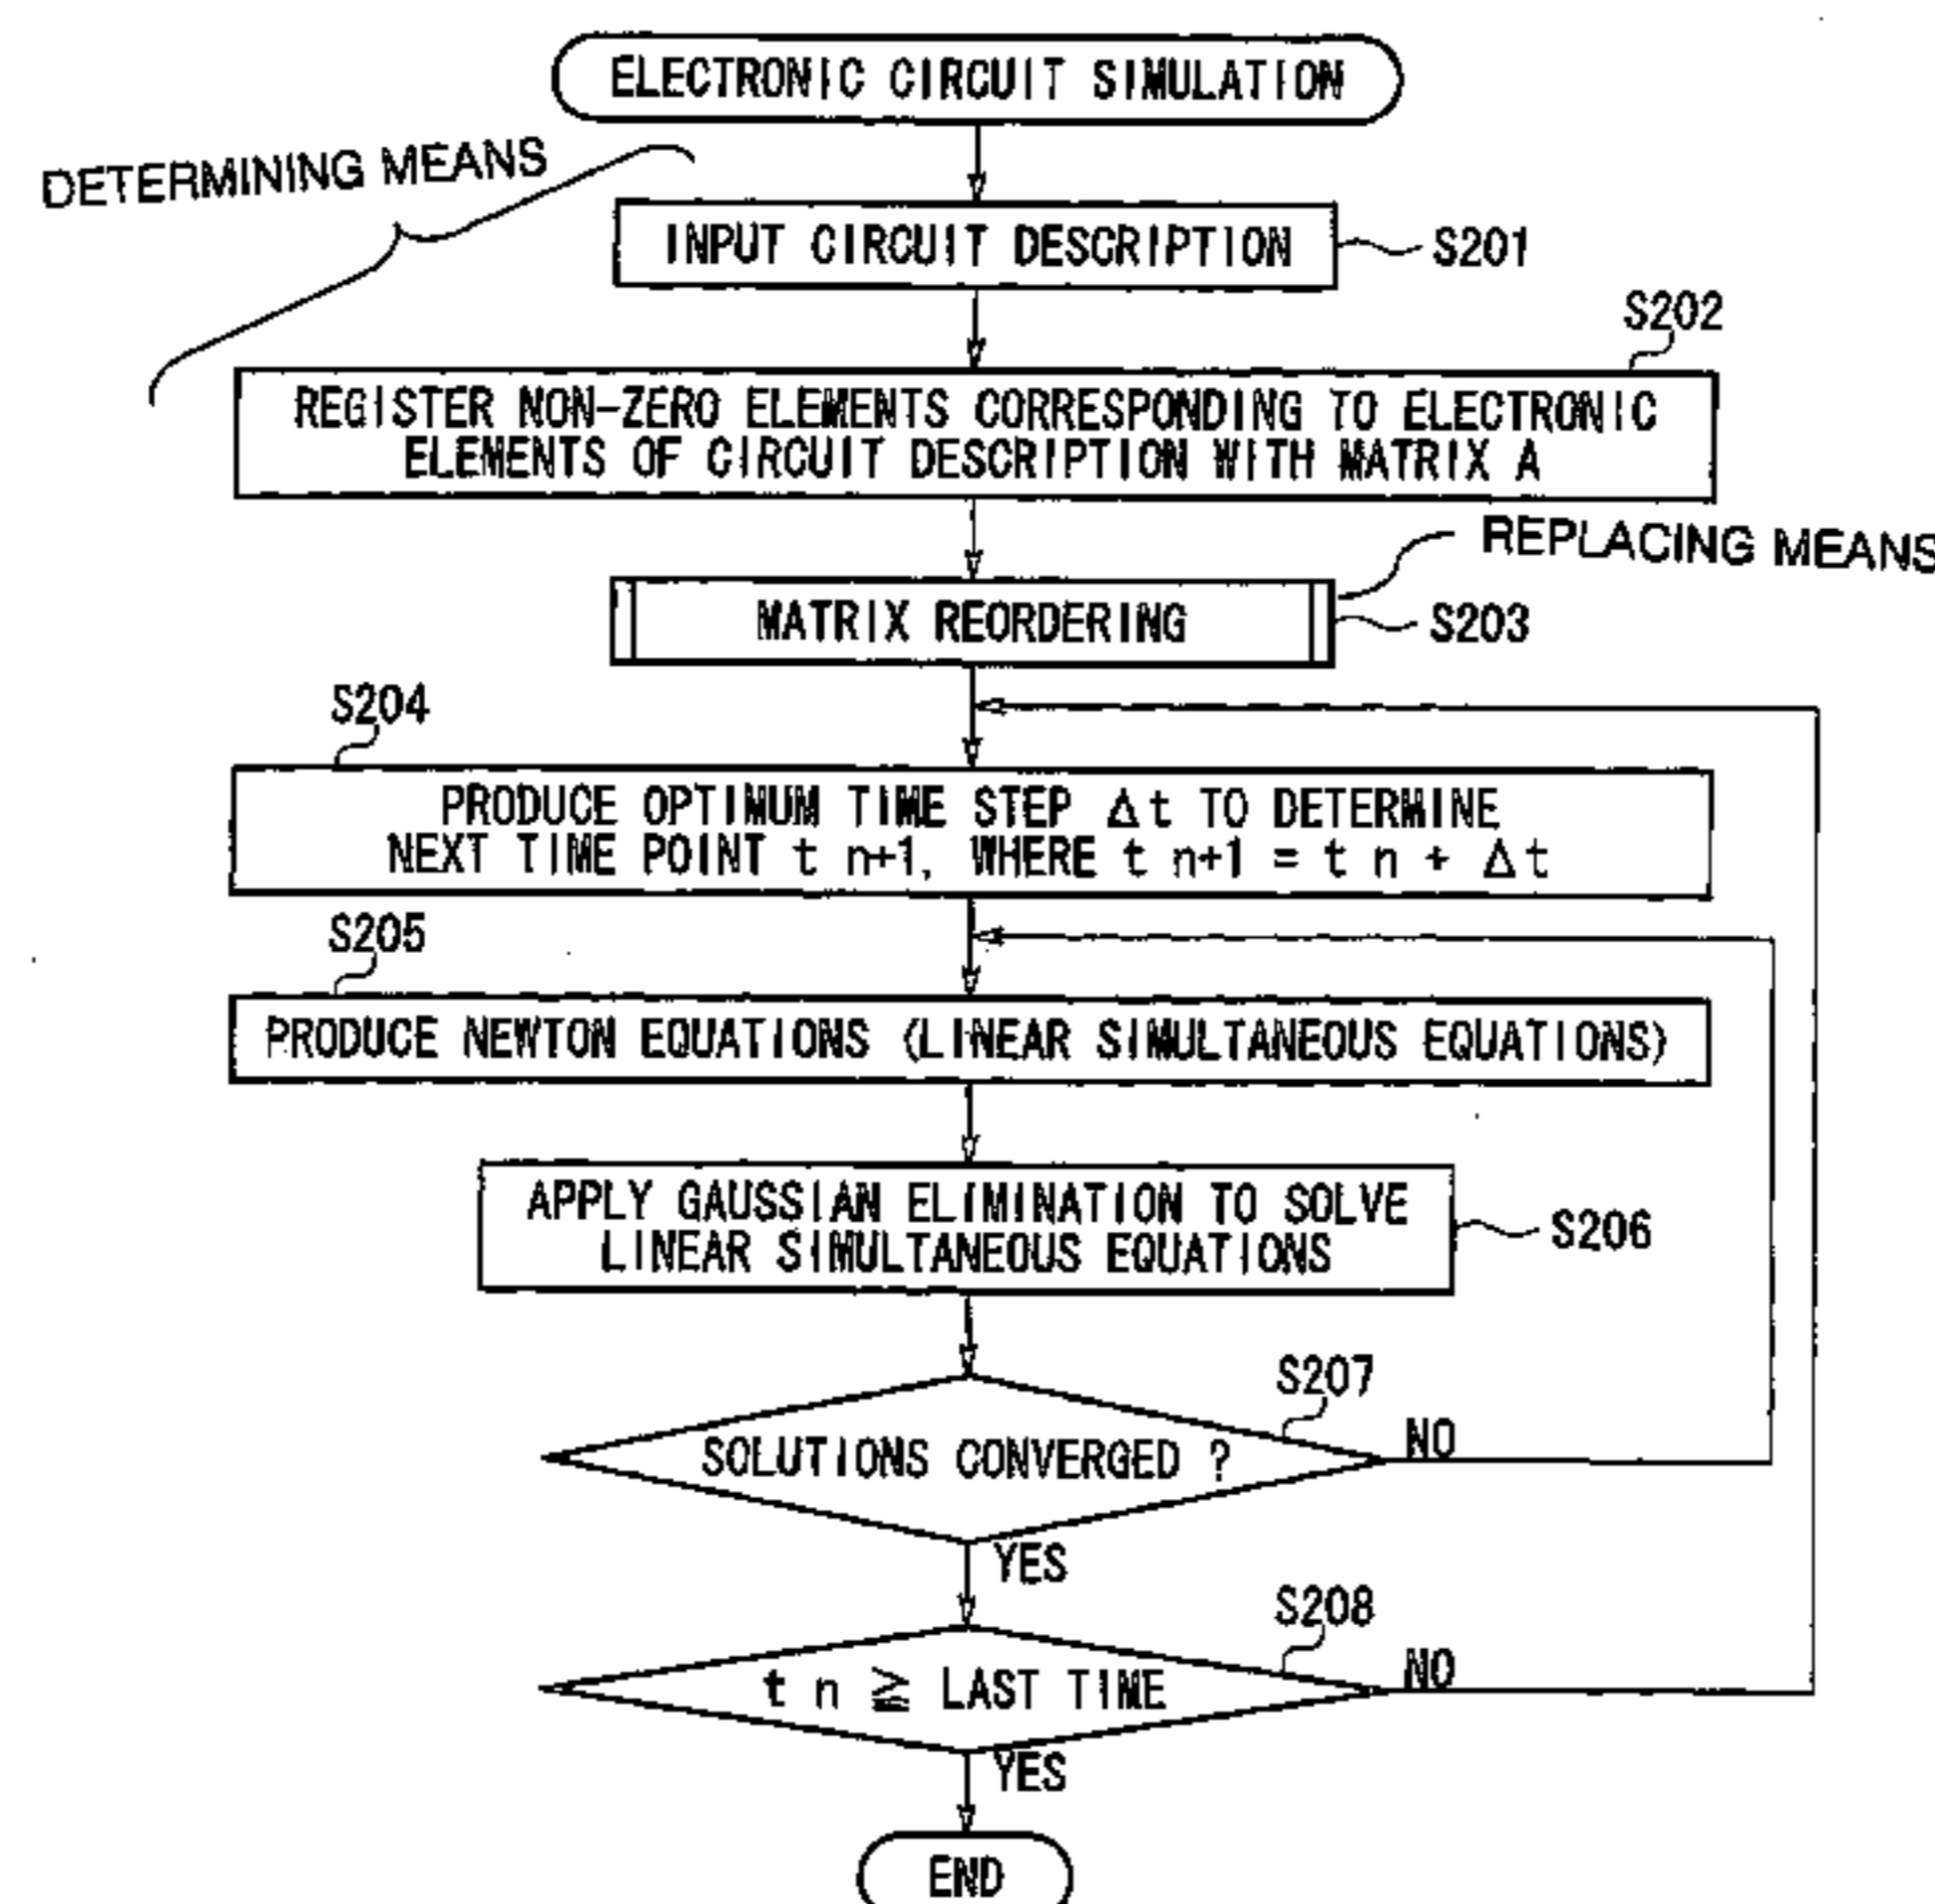 ELECTRONIC CIRCUIT SIMULATION
DETERMINING MEANS
INPUT CIRCUIT DESCRIPTION
S201
S202
REGISTER NON-ZERO ELEMENTS CORRESPONDING TO ELECTRONIC
ELEMENTS OF CIRCUIT DESCRIPTION WITH MATRIX A
REPLACING MEANS
MATRIX REORDERING
S203
S204
PRODUCE OPTIMUM TIME STEP Δt TO DETERMINE
NEXT TIME POINT t n+1, WHERE t n+1 = t n + Δt
S205
PRODUCE NEWTON EQUATIONS (LINEAR SIMULTANEOUS EQUATIONS)
APPLY GAUSSIAN ELIMINATION TO SOLVE
LINEAR SIMULTANEOUS EQUATIONS
S206
S207
SOLUTIONS CONVERGED ?
NO
YES
S208
t n ≧ LAST TIME
NO
YES
END